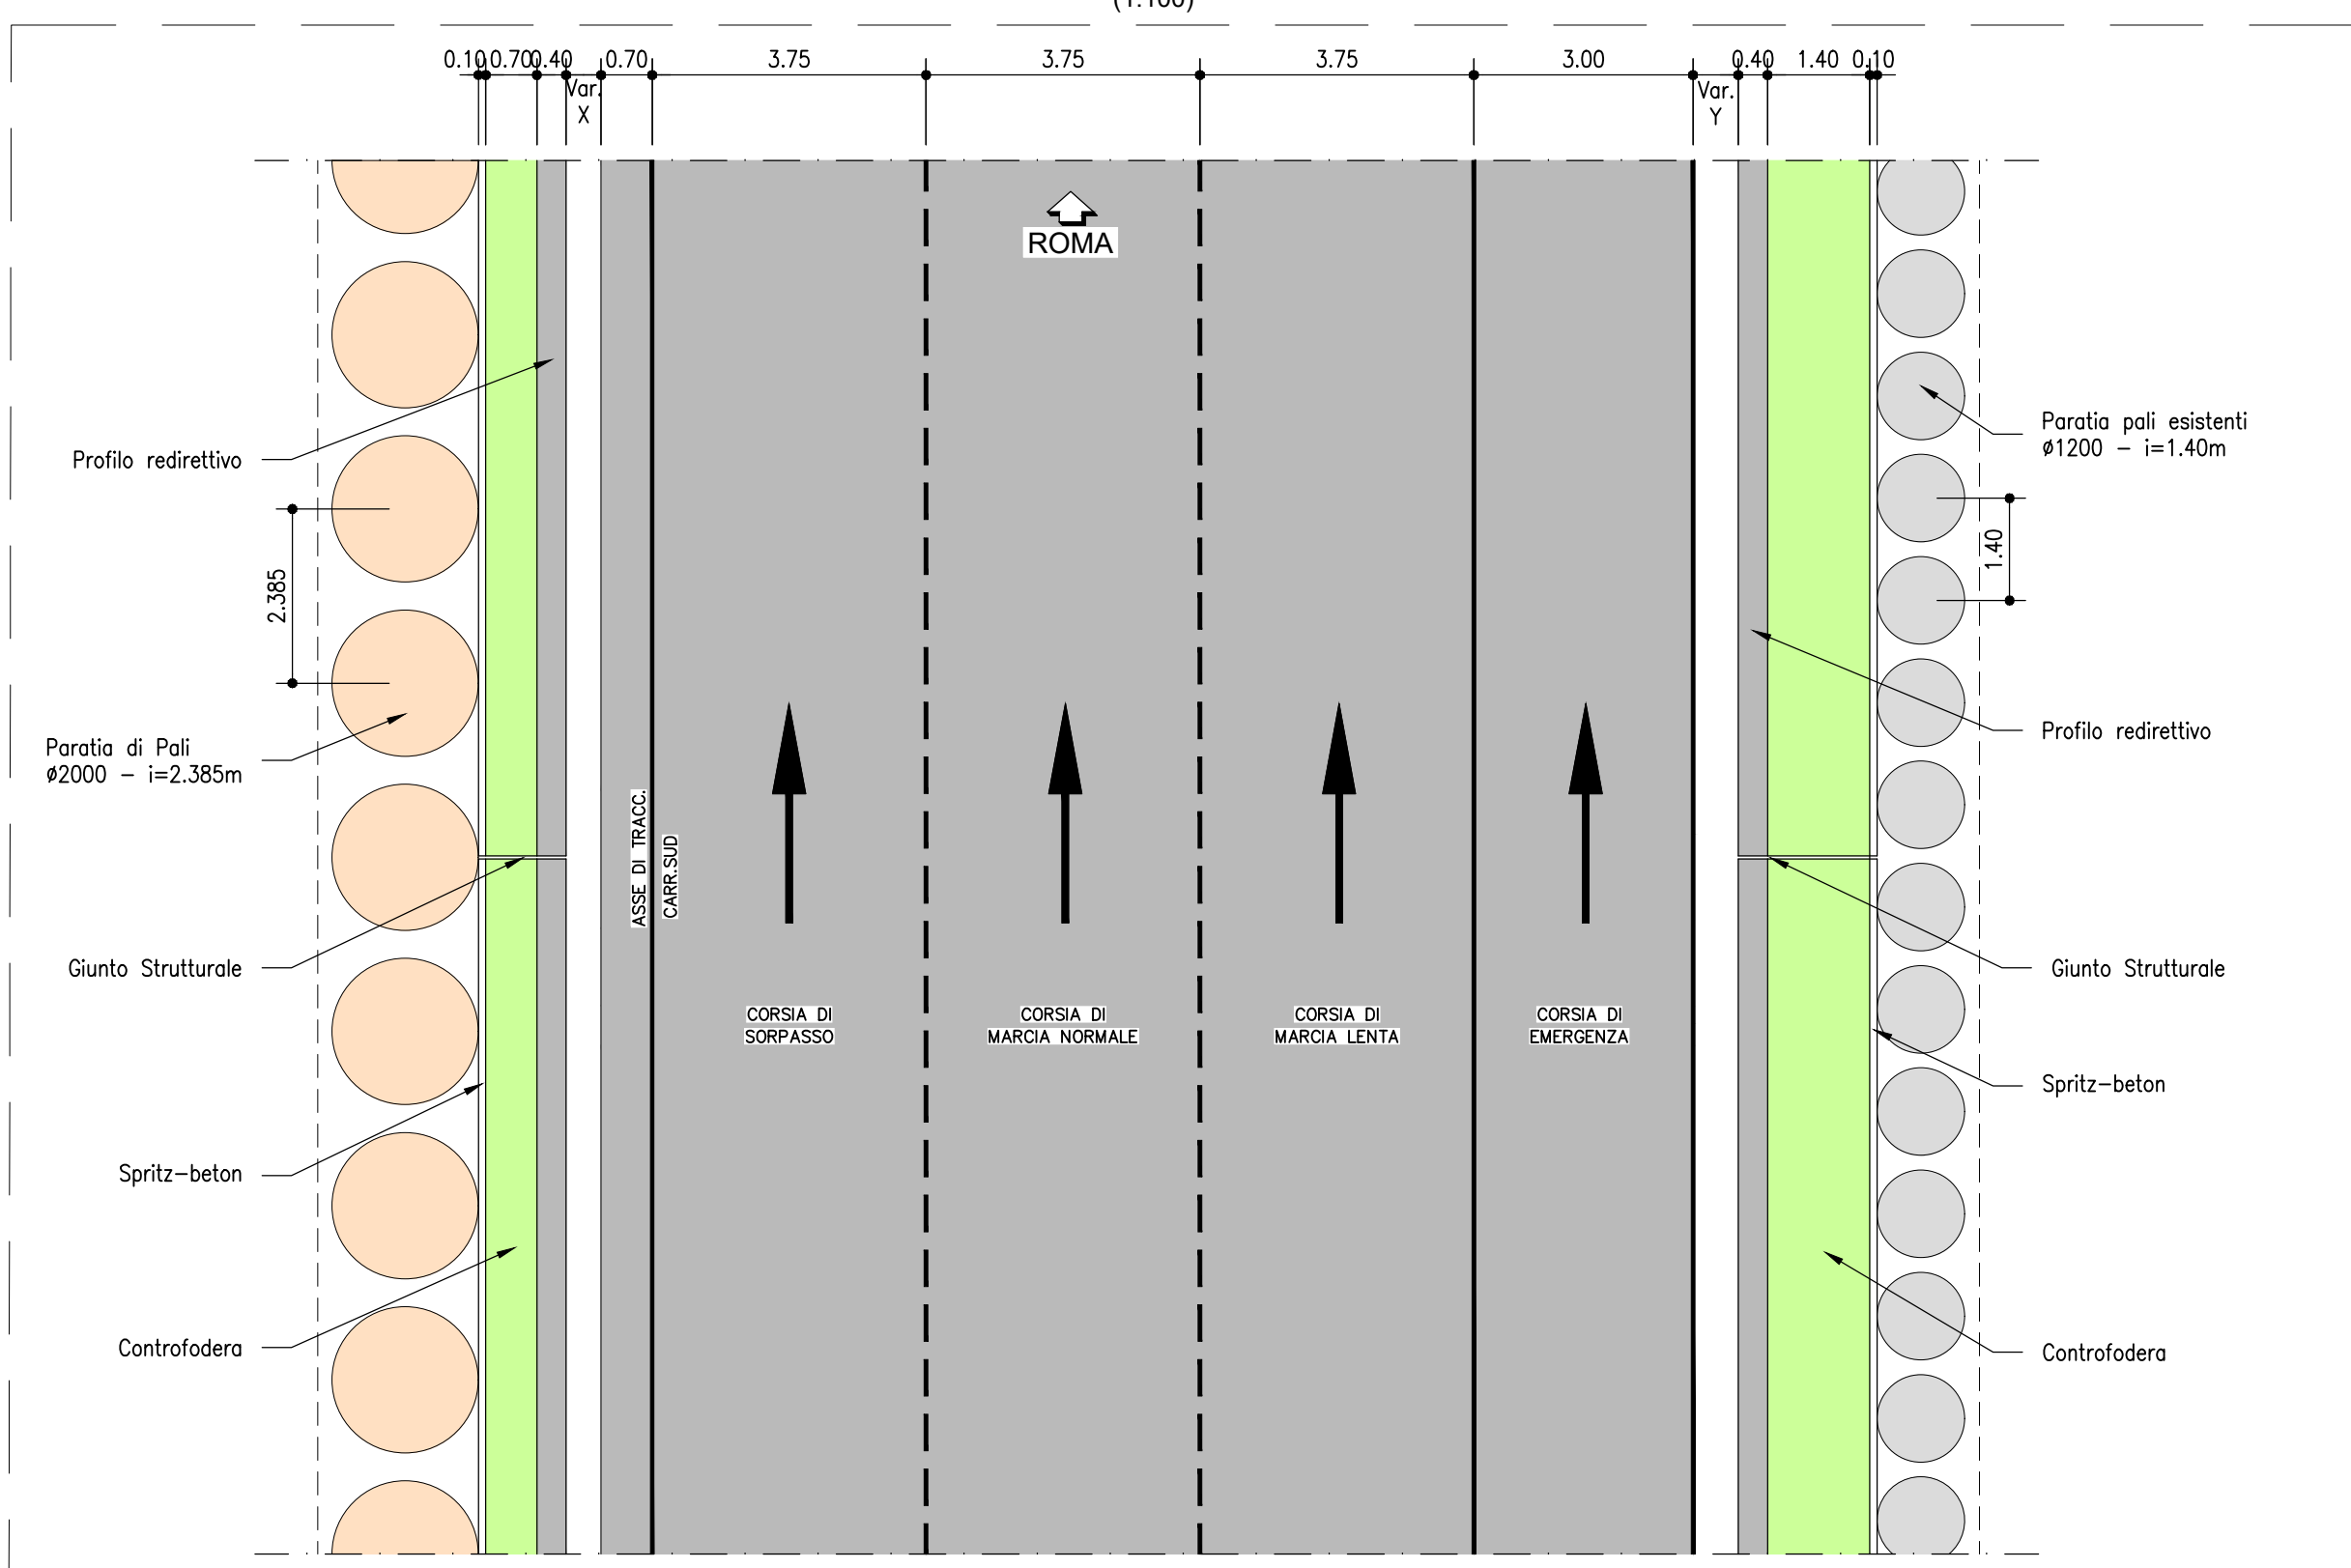 (1:100)
0.10 0.70 0.40 0.70 3.75 3.75 3.75 3.00 0.40 1.40 0.10
Var. Var.
X Y
ROMA
Profilo redirettivo
Paratia pali esistenti
ø1200 – i=1.40m
2.385
1.40
Paratia di Pali
ø2000 – i=2.385m
Profilo redirettivo
ASSE DI TRACC.
CARR.SUD
Giunto Strutturale
Giunto Strutturale
CORSIA DI
SORPASSO
CORSIA DI
MARCIA NORMALE
CORSIA DI
MARCIA LENTA
CORSIA DI
EMERGENZA
Spritz-beton
Spritz-beton
Controfodera
Controfodera